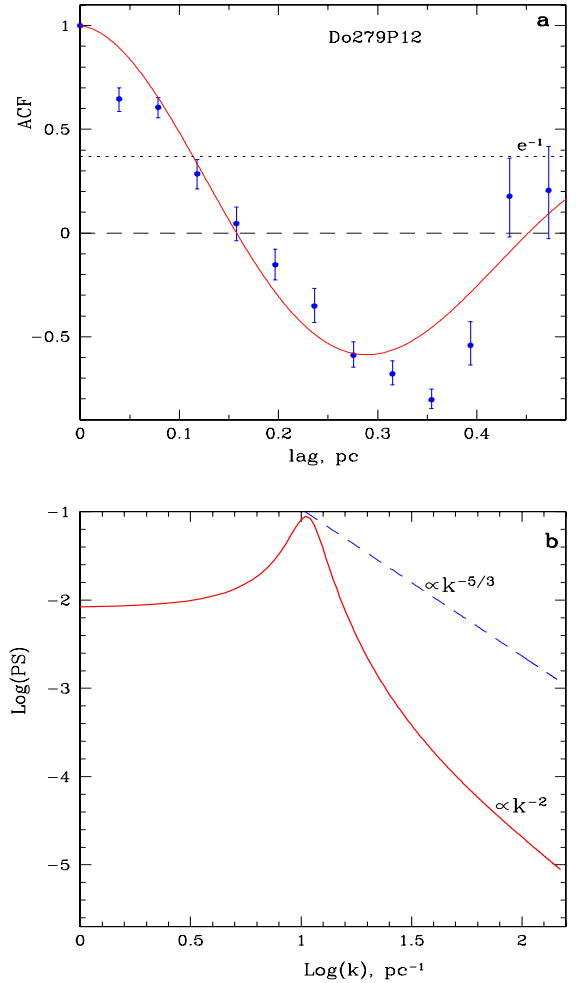 a
Do279P12
1
0.5
0
−0.5
ACF
e⁻¹
0 0.1 0.2 0.3 0.4
lag, pc
b
−1
−2
−3
−4
−5
Log(PS)
∝k⁻⁵/³
∝k⁻²
0 0.5 1 1.5 2
Log(k), pc⁻¹